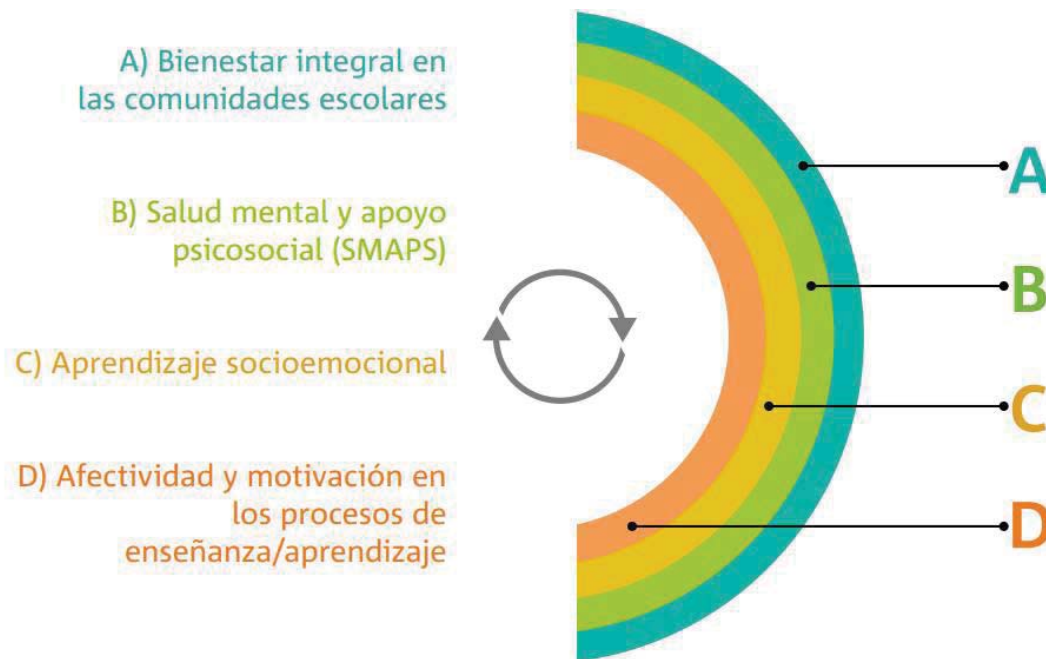 A) Bienestar integral en
las comunidades escolares
B) Salud mental y apoyo
psicosocial (SMAPS)
C) Aprendizaje socioemocional
D) Afectividad y motivación en
los procesos de
enseñanza/aprendizaje
A
B
C
D